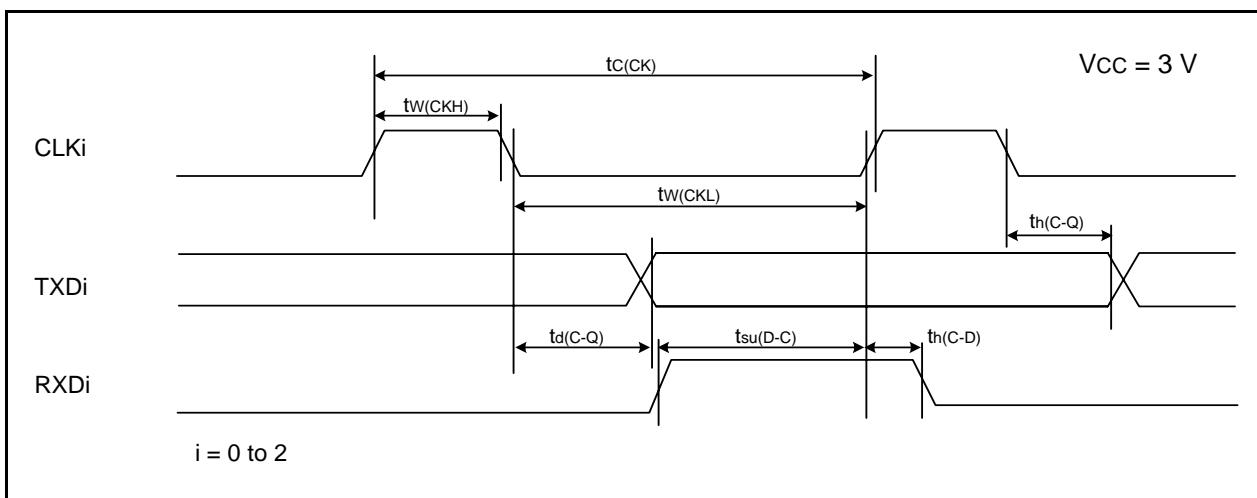 tC(CK)
VCC = 3 V
tW(CKH)
CLKi
tW(CKL)
th(C-Q)
TXDi
td(C-Q)
tsu(D-C)
th(C-D)
RXDi
i = 0 to 2